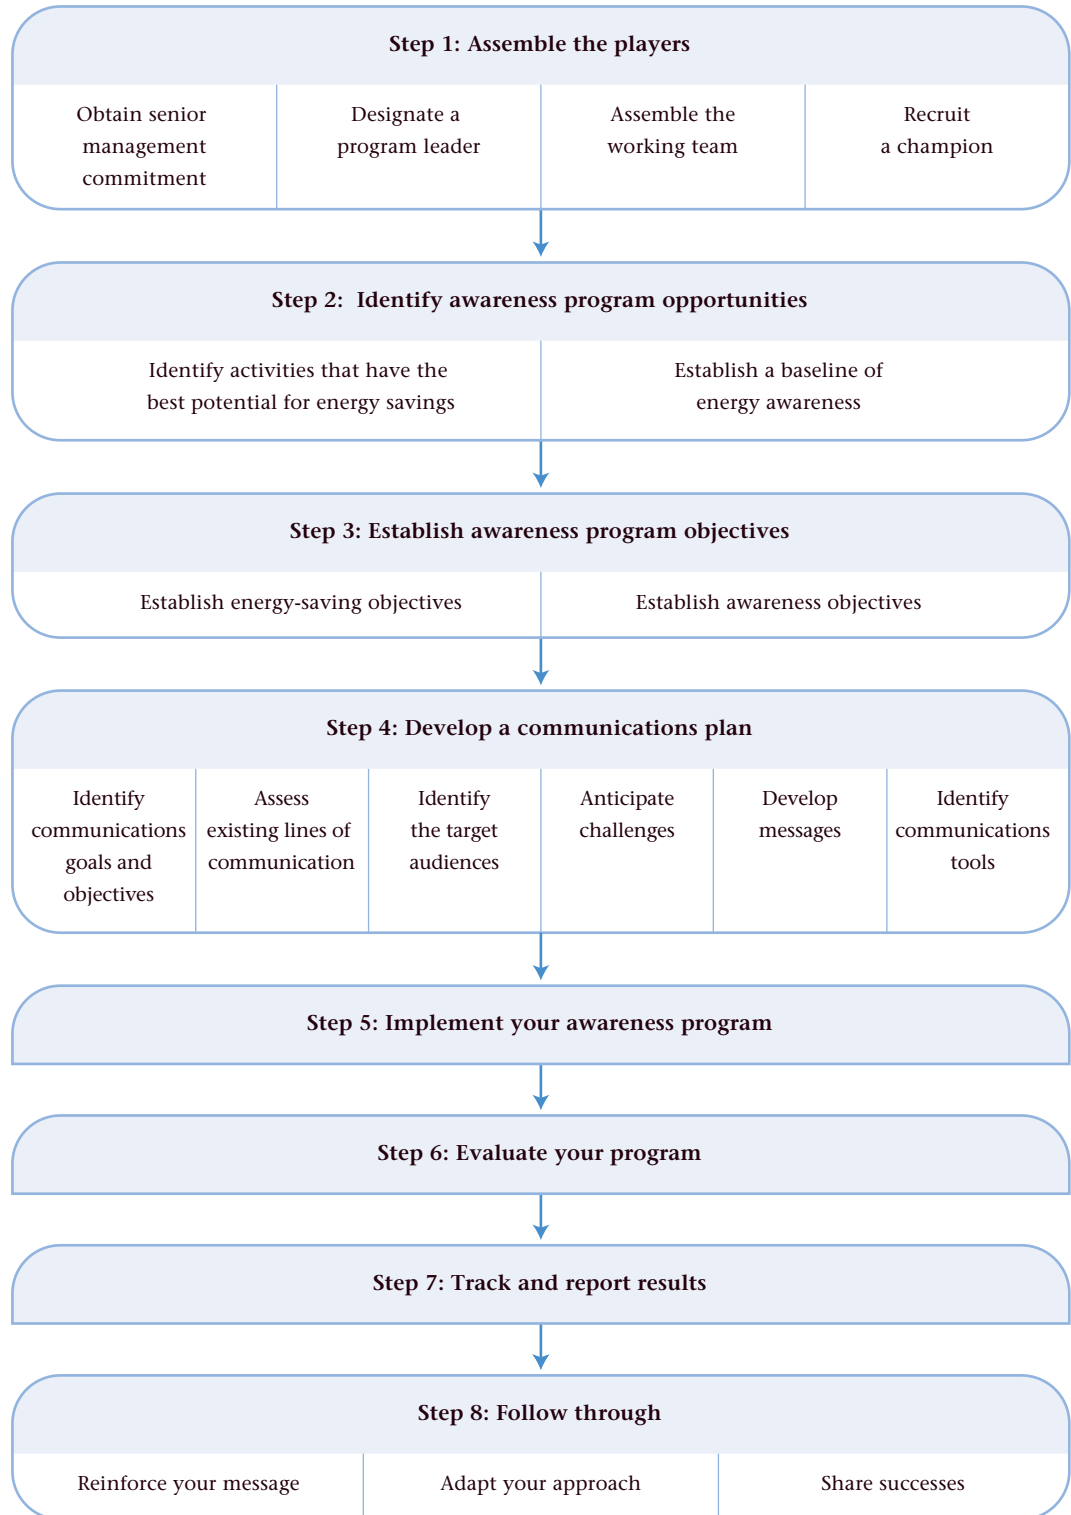 Step 1: Assemble the players
Obtain senior
management
commitment
Designate a
program leader
Assemble the
working team
Recruit
a champion
Step 2:  Identify awareness program opportunities
Identify activities that have the
best potential for energy savings
Establish a baseline of
energy awareness
Step 3: Establish awareness program objectives
Establish energy-saving objectives
Establish awareness objectives
Step 4: Develop a communications plan
Identify
communications
goals and
objectives
Assess
existing lines of
communication
Identify
the target
audiences
Anticipate
challenges
Develop
messages
Identify
communications
tools
Step 5: Implement your awareness program
Step 6: Evaluate your program
Step 7: Track and report results
Step 8: Follow through
Reinforce your message
Adapt your approach
Share successes